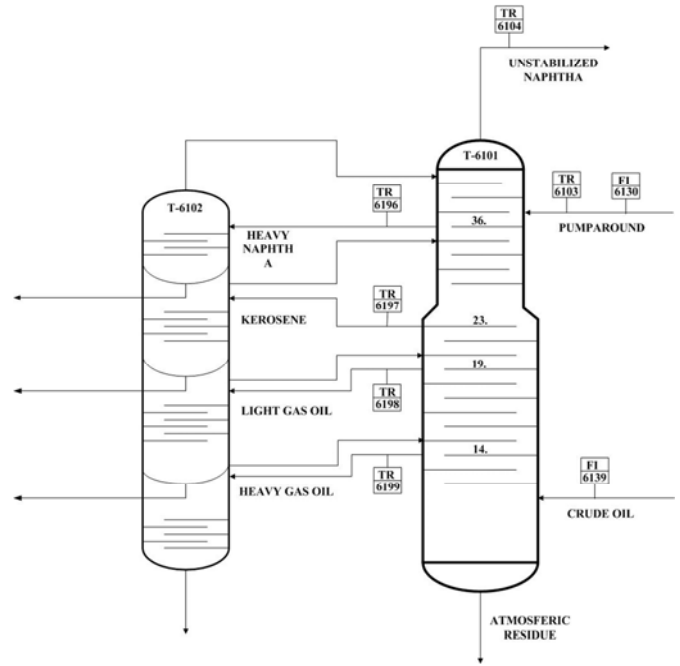 TR
6104
UNSTABILIZED
NAPHTHA
T-6101
T-6102
TR
6196
TR
6103
FI
6130
36.
PUMPAROUND
HEAVY
NAPHTH
A
TR
6197
KEROSENE
23.
19.
TR
6198
LIGHT GAS OIL
14.
TR
6199
HEAVY GAS OIL
FI
6139
CRUDE OIL
ATMOSFERIC
RESIDUE